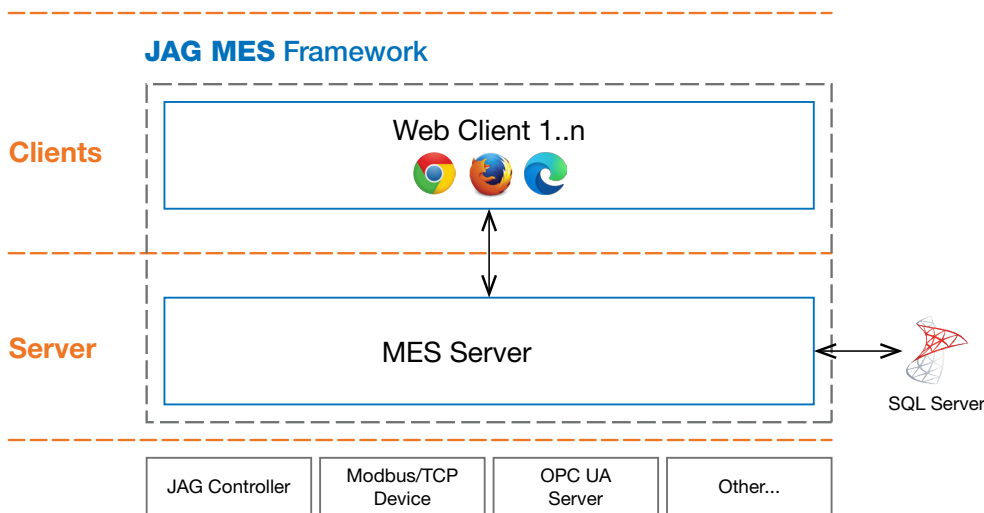 JAG MES Framework
Clients
Web Client 1..n
Server
MES Server
SQL Server
JAG Controller
Modbus/TCP
Device
OPC UA
Server
Other...